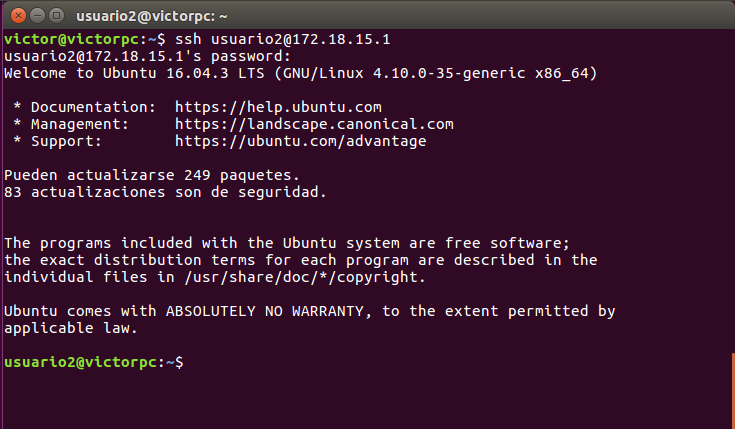 usuario2@victorpc: ~
victor@victorpc:~$ ssh usuario2@172.18.15.1
usuario2@172.18.15.1's password:
Welcome to Ubuntu 16.04.3 LTS (GNU/Linux 4.10.0-35-generic x86_64)
* Documentation:  https://help.ubuntu.com
* Management:     https://landscape.canonical.com
* Support:        https://ubuntu.com/advantage
Pueden actualizarse 249 paquetes.
83 actualizaciones son de seguridad.
The programs included with the Ubuntu system are free software;
the exact distribution terms for each program are described in the
individual files in /usr/share/doc/*/copyright.
Ubuntu comes with ABSOLUTELY NO WARRANTY, to the extent permitted by
applicable law.
usuario2@victorpc:~$